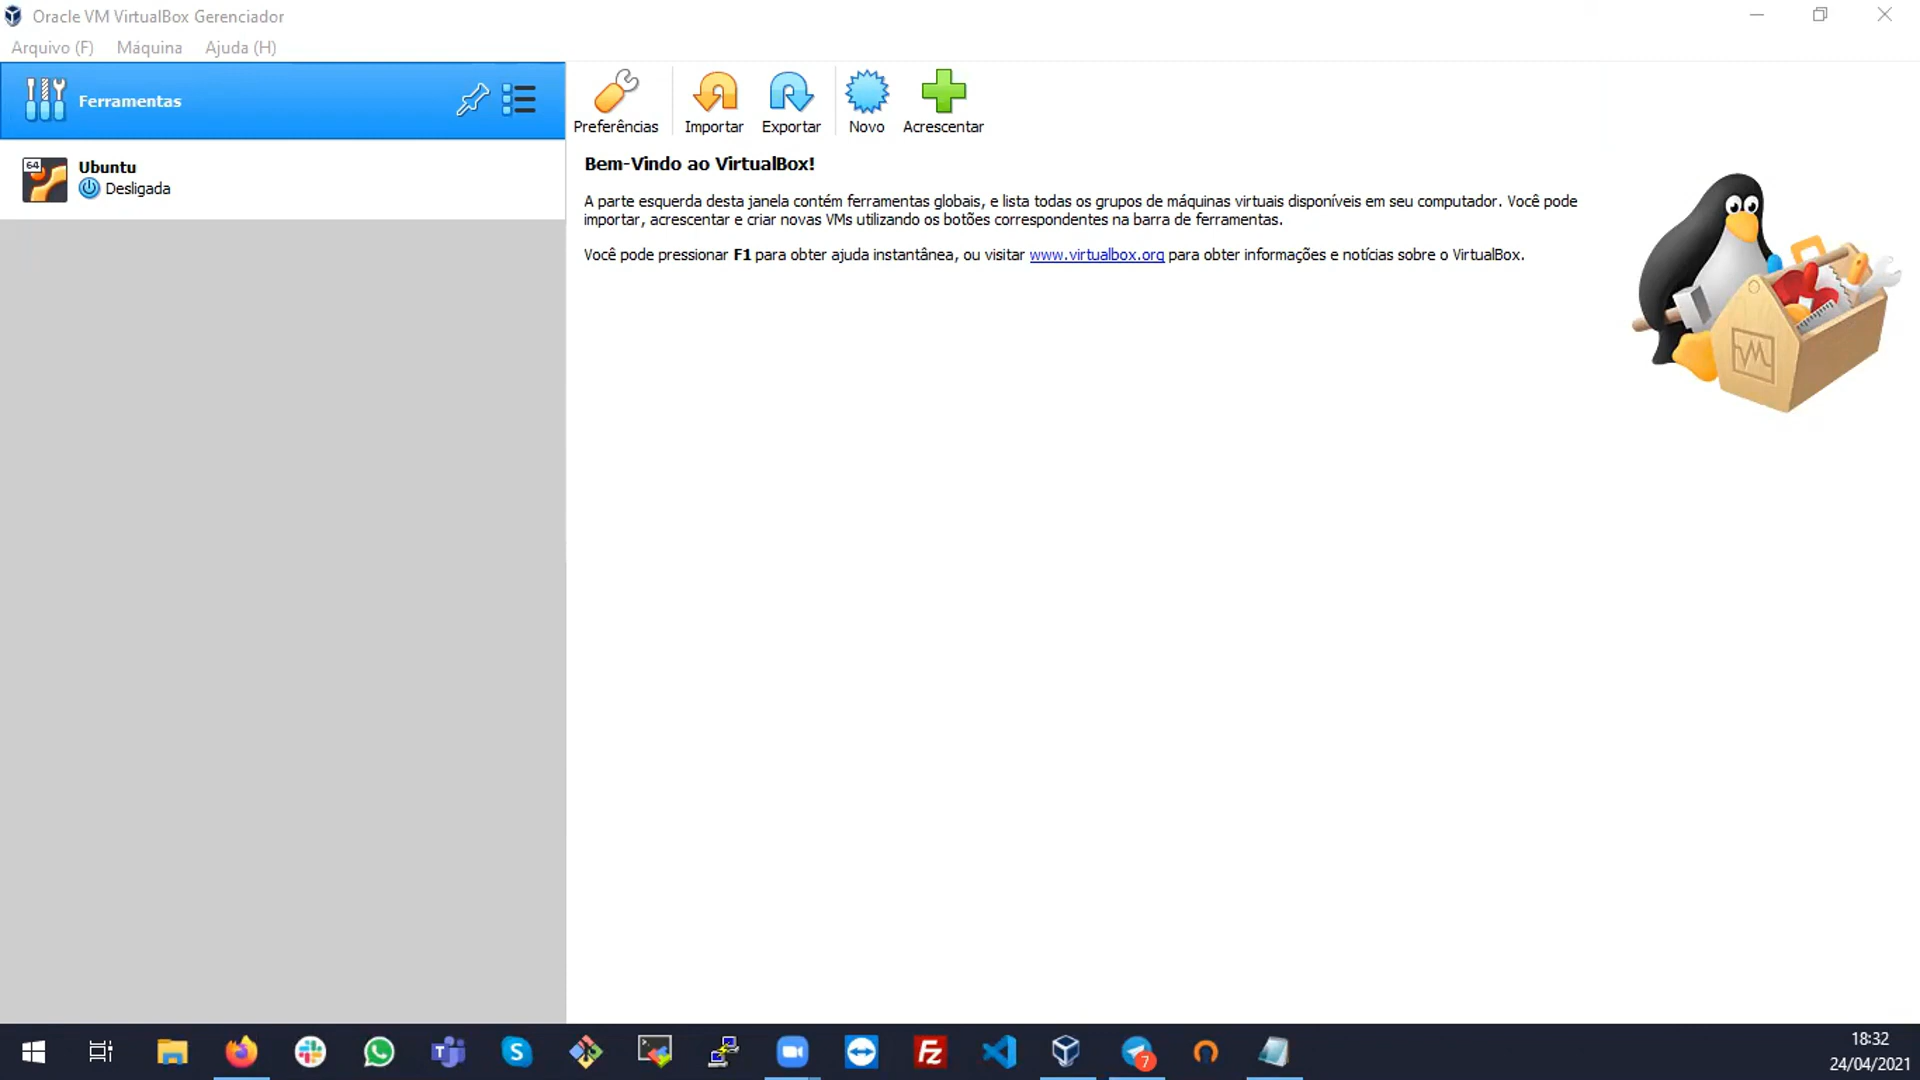 Oracle VM VirtualBox Gerenciador
Arquivo (F) Máquina Ajuda (H)
Ferramentas
Preferências Importar Exportar Novo Acrescentar
64
Ubuntu
Desligada
Bem-Vindo ao VirtualBox!
A parte esquerda desta janela contém ferramentas globais, e lista todas os grupos de máquinas virtuais disponíveis em seu computador. Você pode
importar, acrescentar e criar novas VMs utilizando os botões correspondentes na barra de ferramentas.
Você pode pressionar F1 para obter ajuda instantânea, ou visitar www.virtualbox.org para obter informações e notícias sobre o VirtualBox.
7
18:32
24/04/2021